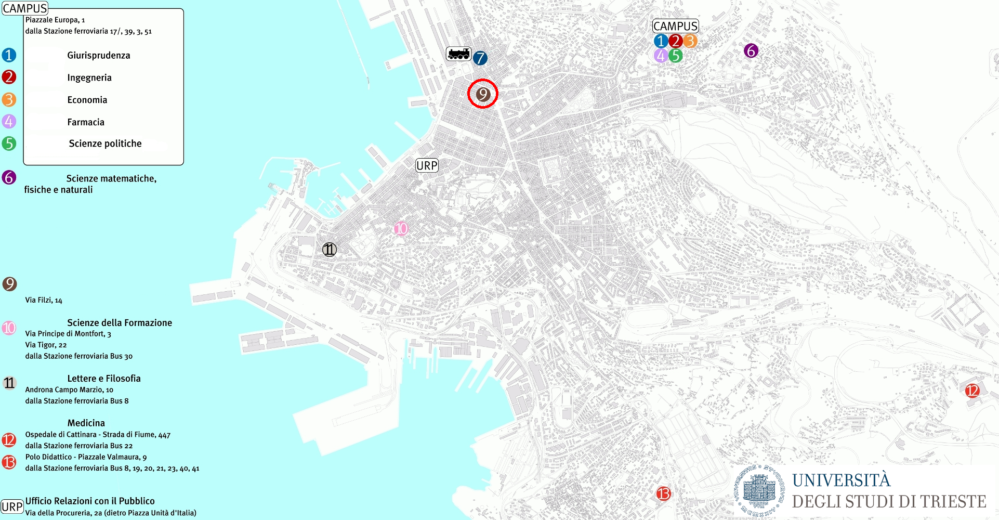 CAMPUS
Piazzale Europa, 1
dalla Stazione ferroviaria 17/, 39, 3, 51
1 Giurisprudenza
2 Ingegneria
3 Economia
4 Farmacia
5 Scienze politiche
6 Scienze matematiche,
fisiche e naturali
9
Via Filzi, 14
10 Scienze della Formazione
Via Principe di Montfort, 3
Via Tigor, 22
dalla Stazione ferroviaria Bus 30
11 Lettere e Filosofia
Androna Campo Marzio, 10
dalla Stazione ferroviaria Bus 8
Medicina
12 Ospedale di Cattinara - Strada di Fiume, 447
dalla Stazione ferroviaria Bus 22
13 Polo Didattico - Piazzale Valmaura, 9
dalla Stazione ferroviaria Bus 8, 19, 20, 21, 23, 40, 41
URP Ufficio Relazioni con il Pubblico
Via della Procureria, 2a (dietro Piazza Unità d'Italia)
CAMPUS
1 2 3
4 5
6
7
9
URP
10
11
12
13
UNIVERSITÀ
DEGLI STUDI DI TRIESTE
UNIVERSITAS STUDIORUM
TERGESTVM
MCMXXIV